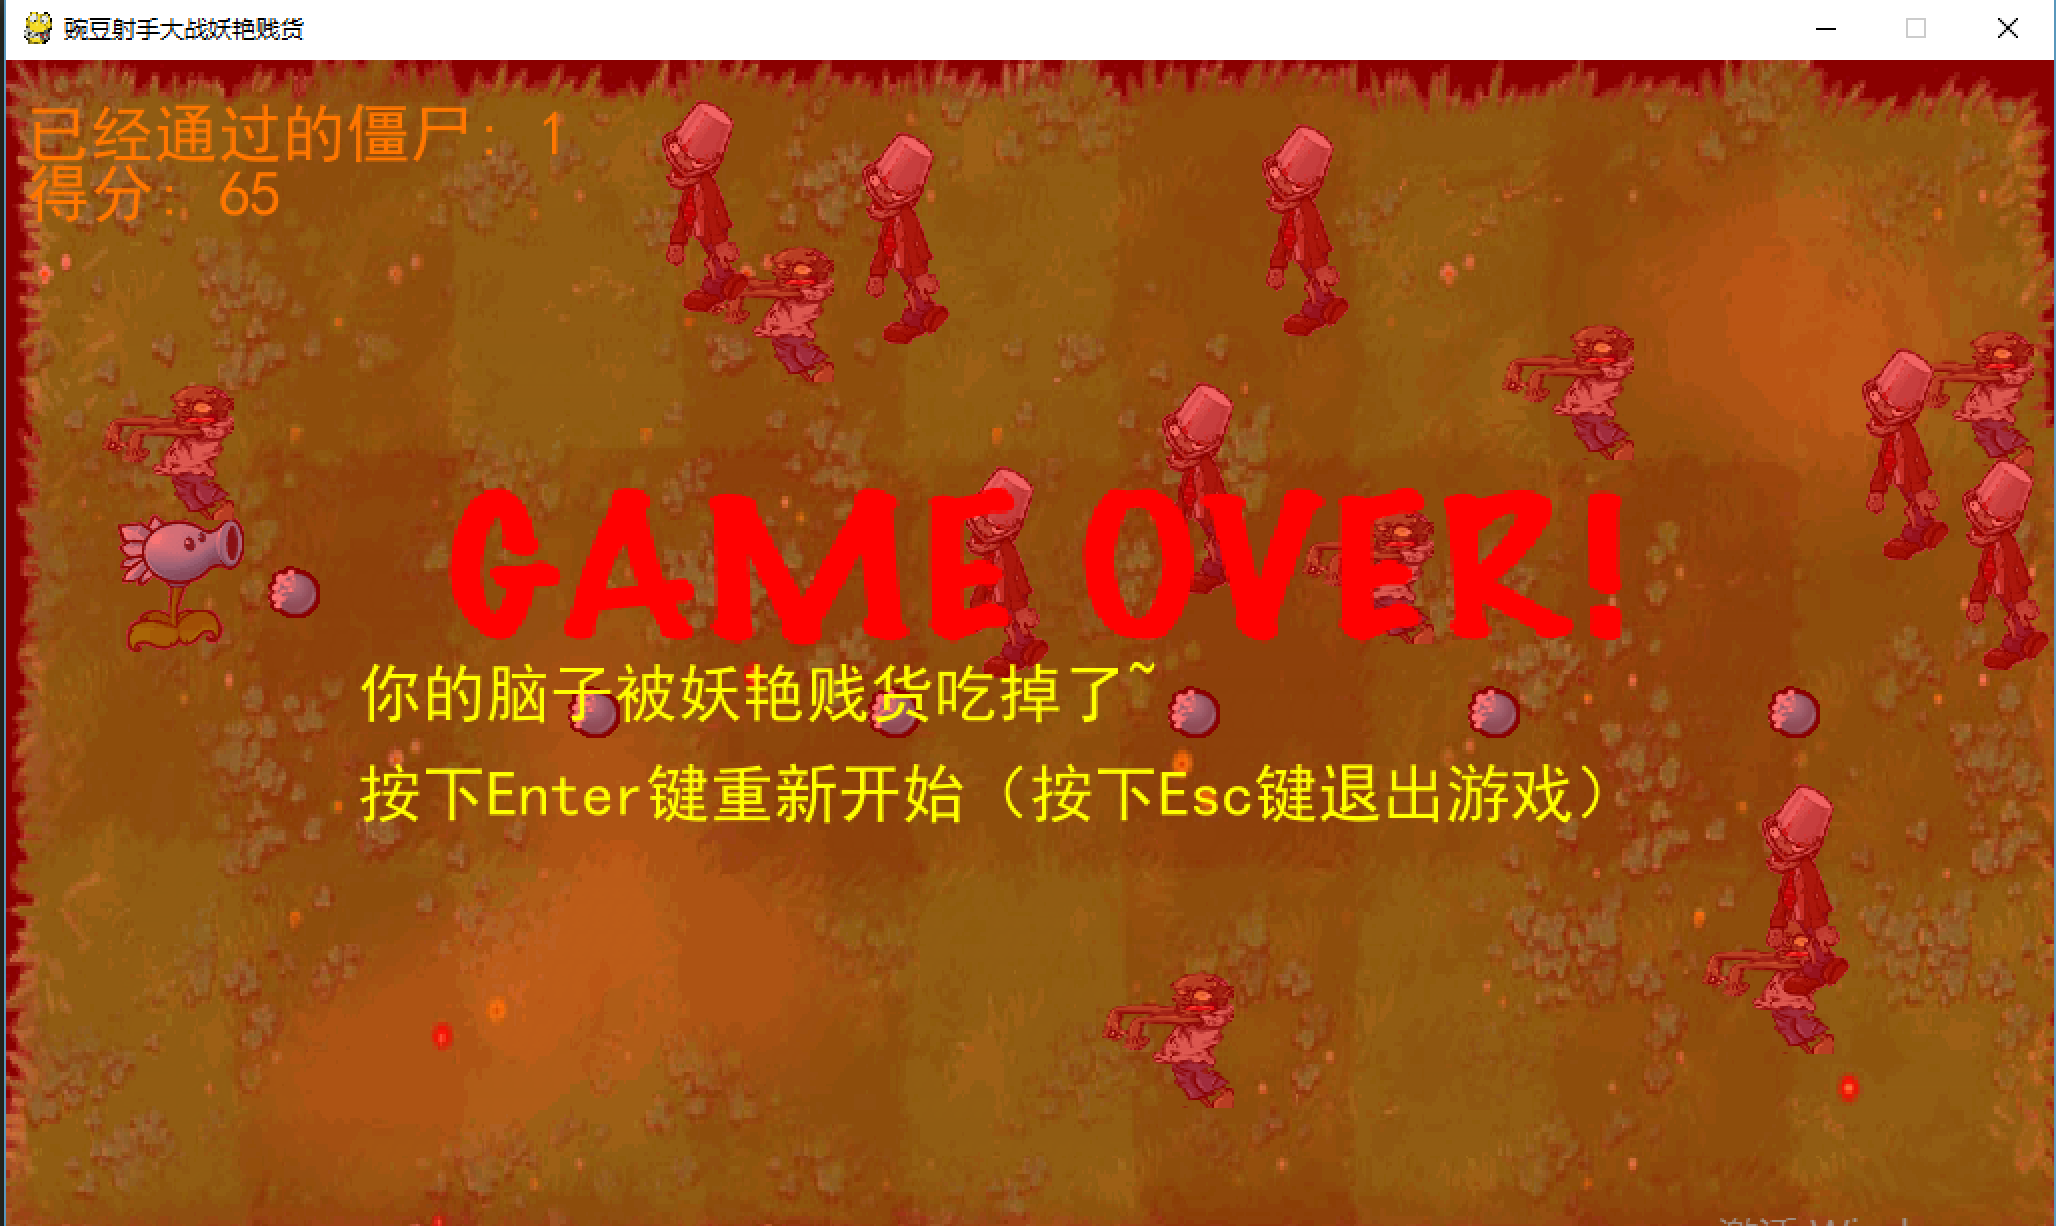 豌豆射手大战妖艳贱货
已经通过的僵尸: 1
得分: 65
GAME OVER!
你的脑子被妖艳贱货吃掉了~
按下Enter键重新开始（按下Esc键退出游戏）